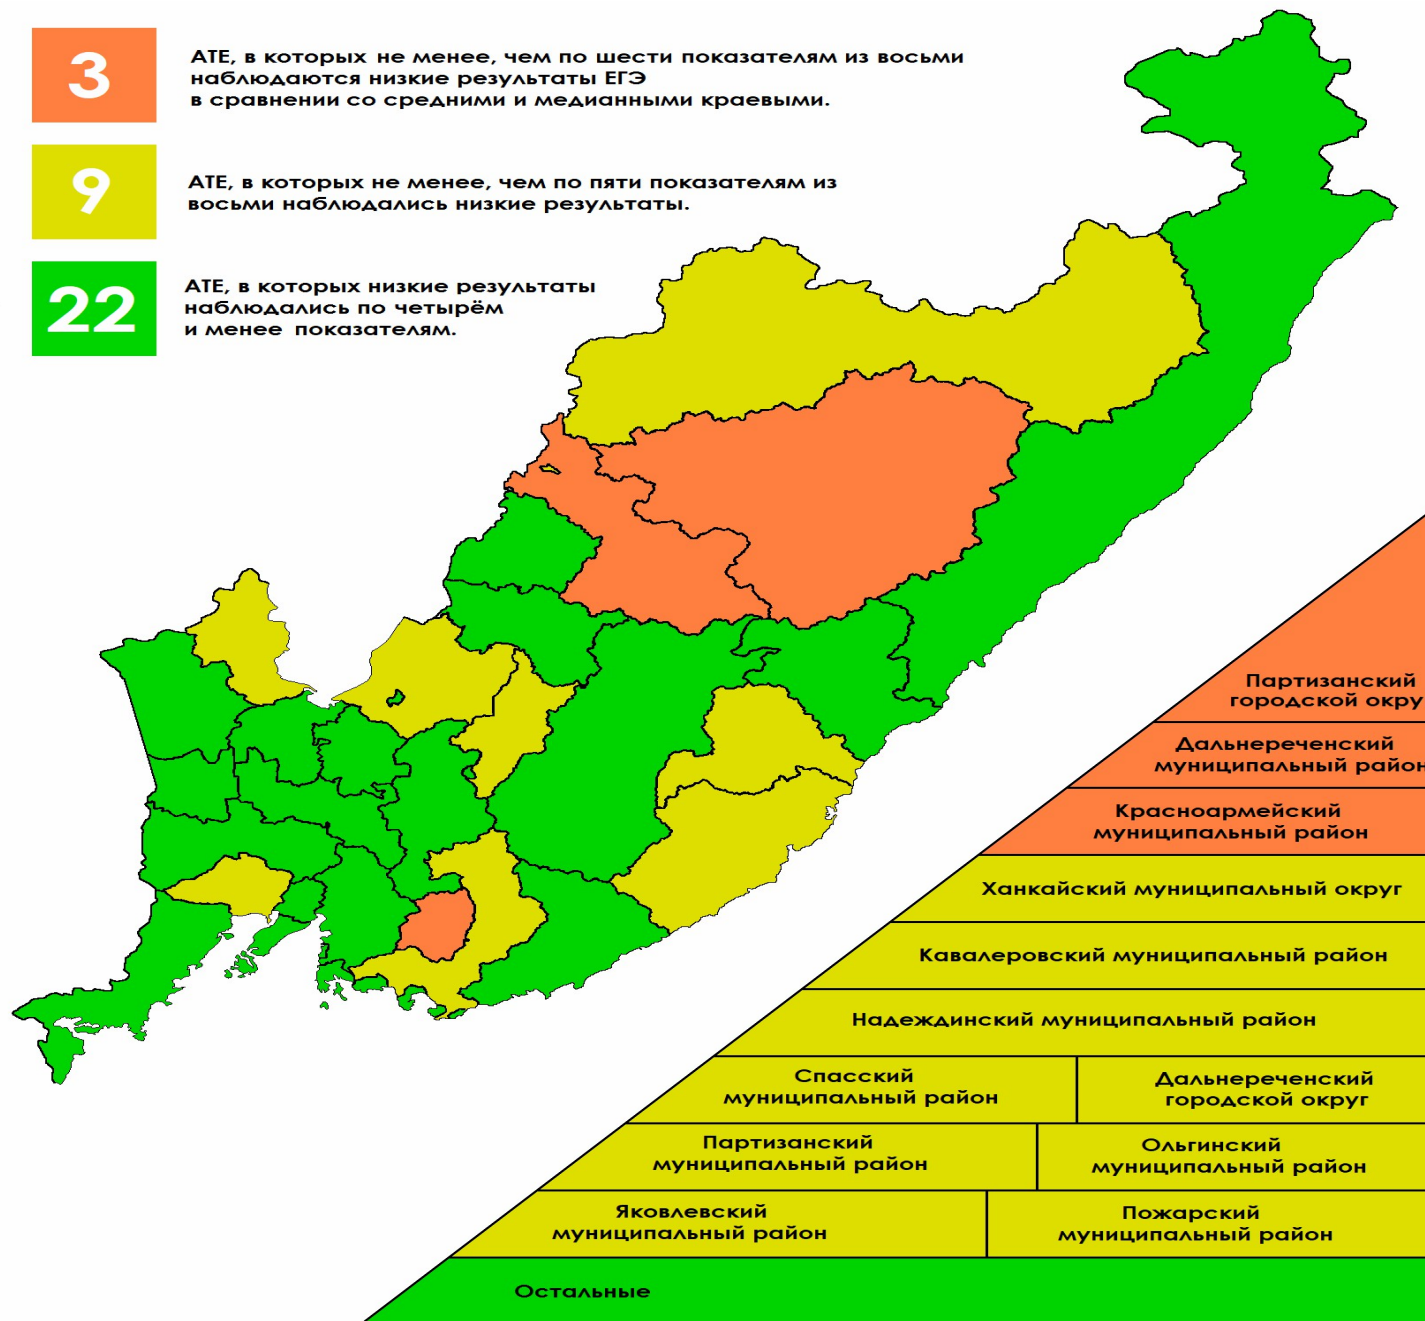 3
АТЕ, в которых не менее, чем по шести показателям из восьми
наблюдаются низкие результаты ЕГЭ
в сравнении со средними и медианными краевыми.
9
АТЕ, в которых не менее, чем по пяти показателям из
восьми наблюдались низкие результаты.
22
АТЕ, в которых низкие результаты
наблюдались по четырём
и менее показателям.
Партизанский
городской окру
Дальнереченский
муниципальный район
Красноармейский
муниципальный район
Ханкайский муниципальный округ
Кавалеровский муниципальный район
Надеждинский муниципальный район
Спасский
муниципальный район
Дальнереченский
городской округ
Партизанский
муниципальный район
Ольгинский
муниципальный район
Яковлевский
муниципальный район
Пожарский
муниципальный район
Остальные